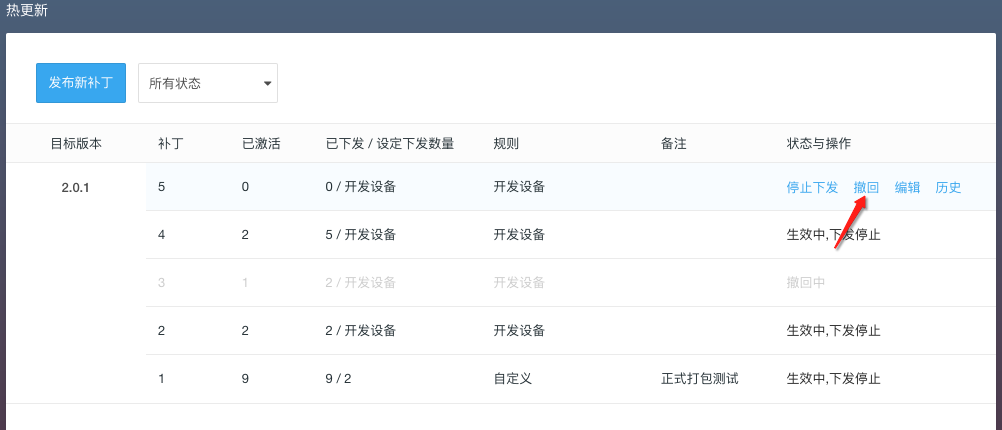 热更新
发布新补丁 所有状态
目标版本 补丁 已激活 已下发 / 设定下发数量 规则 备注 状态与操作
2.0.1 5 0 0 / 开发设备 开发设备 停止下发 撤回 编辑 历史
4 2 5 / 开发设备 开发设备 生效中,下发停止
3 1 2 / 开发设备 开发设备 撤回中
2 2 2 / 开发设备 开发设备 生效中,下发停止
1 9 9 / 2 自定义 正式打包测试 生效中,下发停止